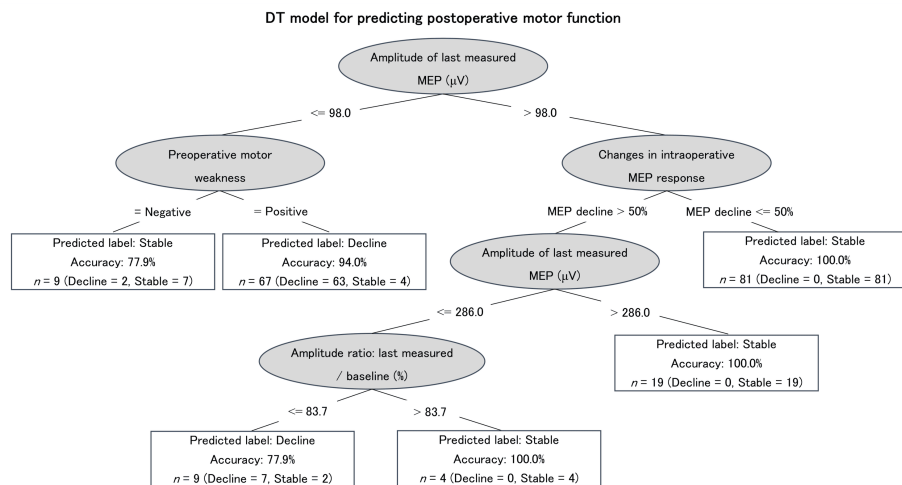 DT model for predicting postoperative motor function
Amplitude of last measured
MEP (μV)
<= 98.0
> 98.0
Preoperative motor
weakness
Changes in intraoperative
MEP response
= Negative
= Positive
MEP decline > 50%
MEP decline <= 50%
Predicted label: Stable
Accuracy: 77.9%
n = 9 (Decline = 2, Stable = 7)
Predicted label: Decline
Accuracy: 94.0%
n = 67 (Decline = 63, Stable = 4)
Amplitude of last measured
MEP (μV)
Predicted label: Stable
Accuracy: 100.0%
n = 81 (Decline = 0, Stable = 81)
<= 286.0
> 286.0
Amplitude ratio: last measured
/ baseline (%)
Predicted label: Stable
Accuracy: 100.0%
n = 19 (Decline = 0, Stable = 19)
<= 83.7
> 83.7
Predicted label: Decline
Accuracy: 77.9%
n = 9 (Decline = 7, Stable = 2)
Predicted label: Stable
Accuracy: 100.0%
n = 4 (Decline = 0, Stable = 4)